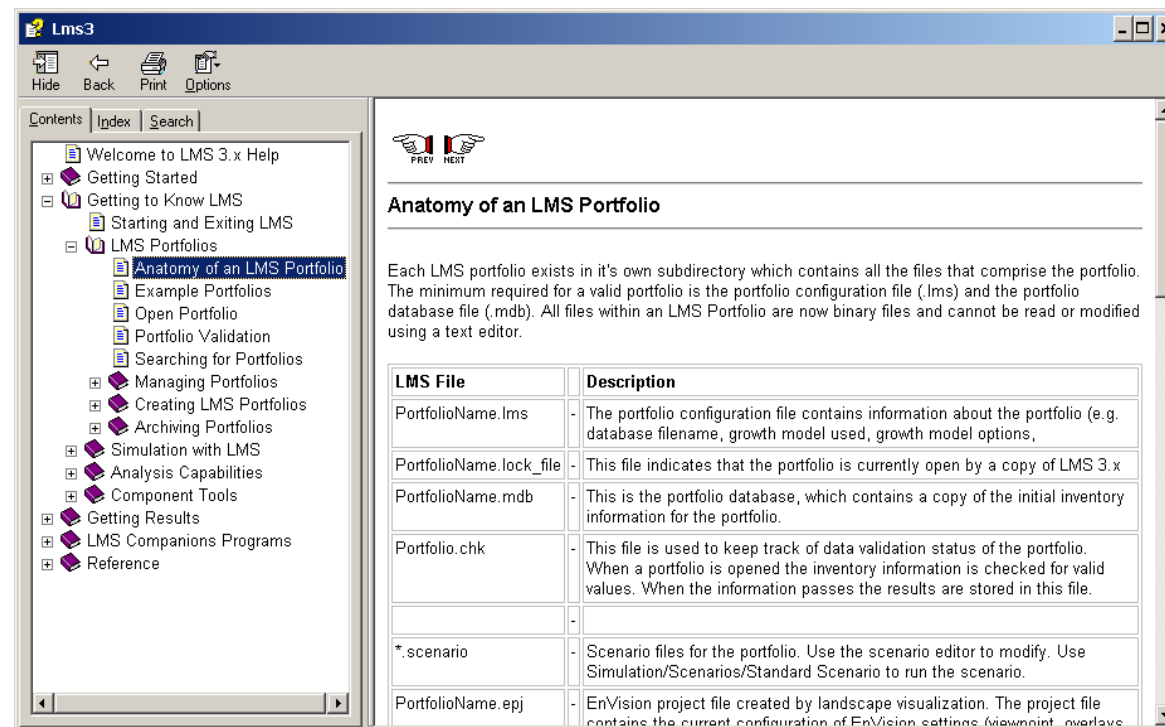 Lms3
Hide Back Print Options
Contents Index Search
Welcome to LMS 3.x Help
Getting Started
Getting to Know LMS
Starting and Exiting LMS
LMS Portfolios
Anatomy of an LMS Portfolio
Example Portfolios
Open Portfolio
Portfolio Validation
Searching for Portfolios
Managing Portfolios
Creating LMS Portfolios
Archiving Portfolios
Simulation with LMS
Analysis Capabilities
Component Tools
Getting Results
LMS Companions Programs
Reference
PREV NEXT
Anatomy of an LMS Portfolio
Each LMS portfolio exists in it's own subdirectory which contains all the files that comprise the portfolio.
The minimum required for a valid portfolio is the portfolio configuration file (.lms) and the portfolio
database file (.mdb). All files within an LMS Portfolio are now binary files and cannot be read or modified
using a text editor.
LMS File Description
PortfolioName.lms - The portfolio configuration file contains information about the portfolio (e.g.
database filename, growth model used, growth model options,
PortfolioName.lock_file - This file indicates that the portfolio is currently open by a copy of LMS 3.x
PortfolioName.mdb - This is the portfolio database, which contains a copy of the initial inventory
information for the portfolio.
Portfolio.chk - This file is used to keep track of data validation status of the portfolio.
When a portfolio is opened the inventory information is checked for valid
values. When the information passes the results are stored in this file.
-
*.scenario - Scenario files for the portfolio. Use the scenario editor to modify. Use
Simulation/Scenarios/Standard Scenario to run the scenario.
PortfolioName.epj - EnVision project file created by landscape visualization. The project file
contains the current configuration of EnVision settings (viewpoint, overlays